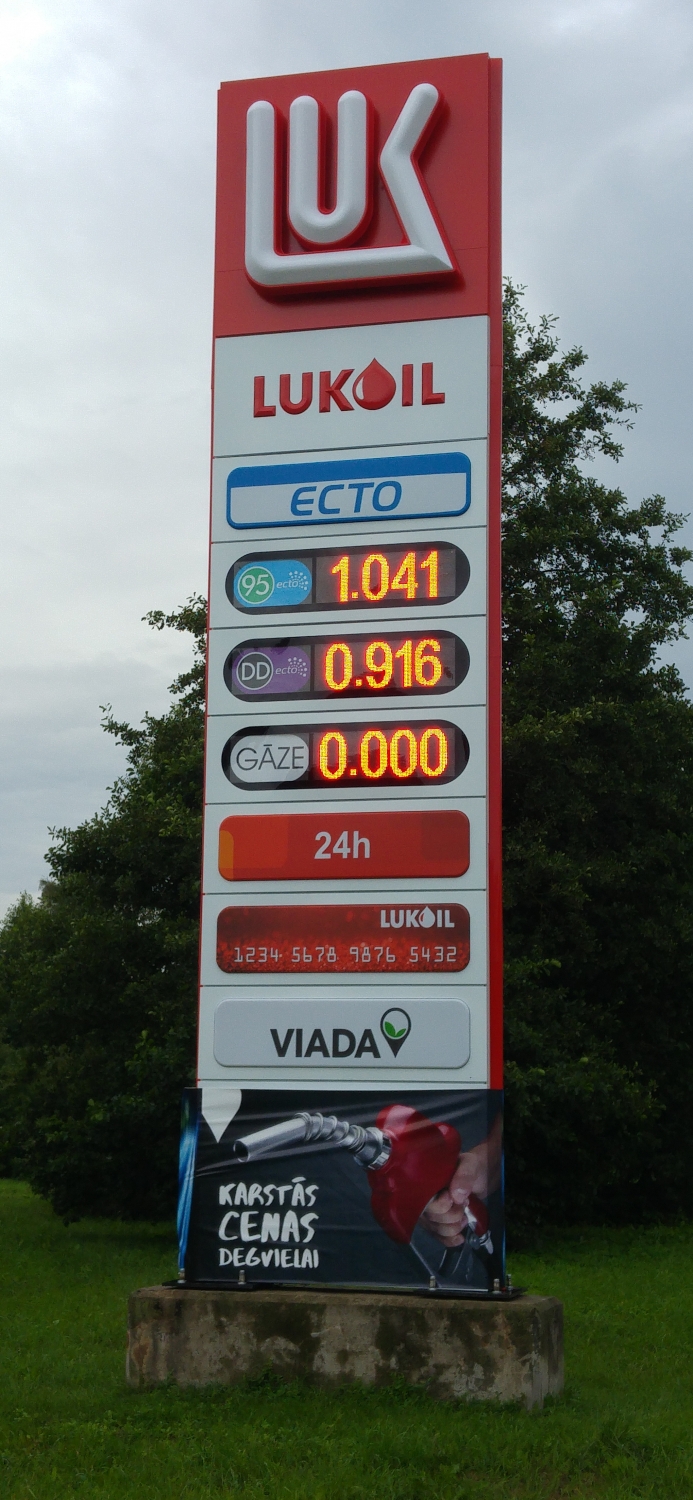 LUK
LUKOIL
ECTO
95 ecto 1.041
DD ecto 0.916
GĀZE 0.000
24h
LUKOIL
1234 5678 9876 5432
VIADA
KARSTĀS
CENAS
DEGVIELAI